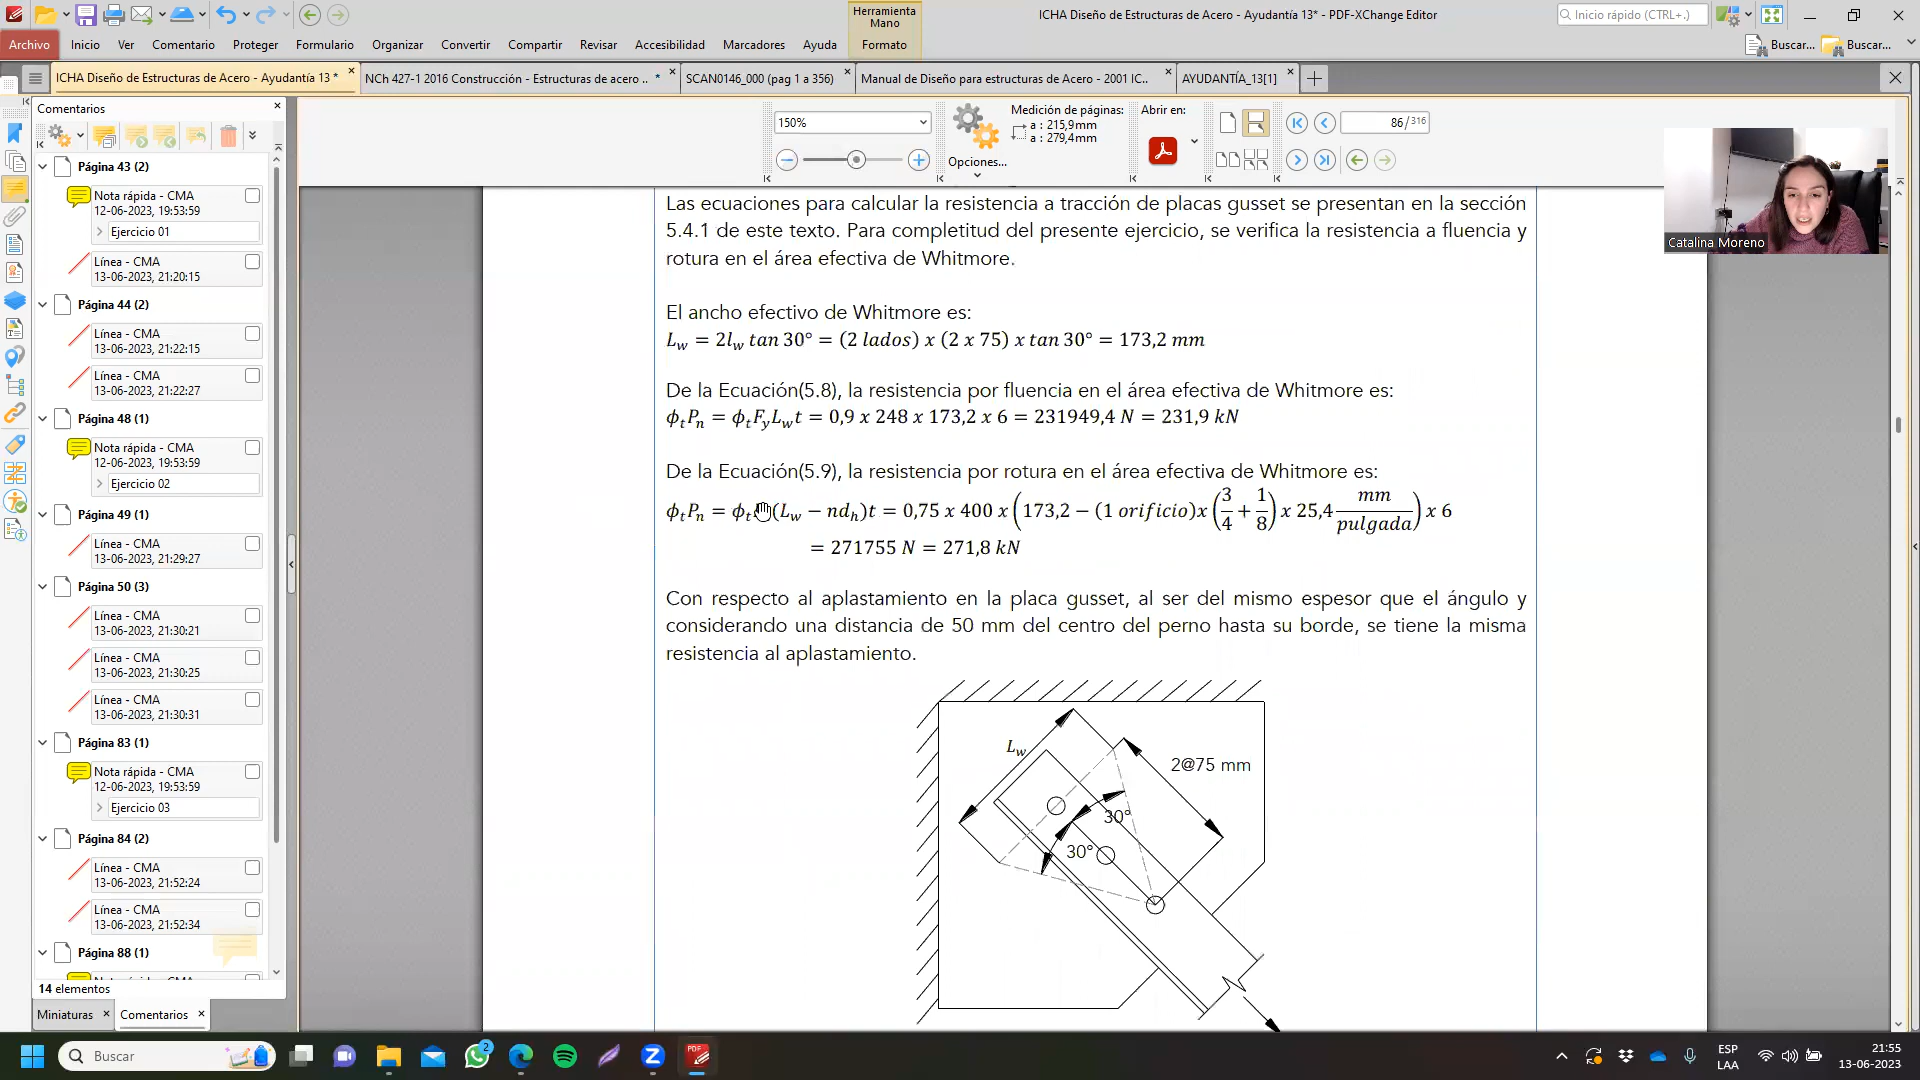 Herramienta Mano
ICHA Diseño de Estructuras de Acero - Ayudantía 13* - PDF-XChange Editor
Inicio rápido (CTRL+.)
Archivo
Inicio
Ver
Comentario
Proteger
Formulario
Organizar
Convertir
Compartir
Revisar
Accesibilidad
Marcadores
Ayuda
Formato
Buscar...
Buscar...
ICHA Diseño de Estructuras de Acero - Ayudantía 13 *
NCh 427-1 2016 Construcción - Estructuras de acero .. *
SCAN0146_000 (pag 1 a 356)
Manual de Diseño para estructuras de Acero - 2001 IC..
AYUDANTÍA_13[1]
Comentarios
150%
Opciones...
Medición de páginas:
a : 215,9mm
a : 279,4mm
Abrir en:
86/316
Página 43 (2)
Nota rápida - CMA
12-06-2023, 19:53:59
Ejercicio 01
Línea - CMA
13-06-2023, 21:20:15
Página 44 (2)
Línea - CMA
13-06-2023, 21:22:15
Línea - CMA
13-06-2023, 21:22:27
Página 48 (1)
Nota rápida - CMA
12-06-2023, 19:53:59
Ejercicio 02
Página 49 (1)
Línea - CMA
13-06-2023, 21:29:27
Página 50 (3)
Línea - CMA
13-06-2023, 21:30:21
Línea - CMA
13-06-2023, 21:30:25
Línea - CMA
13-06-2023, 21:30:31
Página 83 (1)
Nota rápida - CMA
12-06-2023, 19:53:59
Ejercicio 03
Página 84 (2)
Línea - CMA
13-06-2023, 21:52:24
Línea - CMA
13-06-2023, 21:52:34
Página 88 (1)
14 elementos
Miniaturas
Comentarios
Las ecuaciones para calcular la resistencia a tracción de placas gusset se presentan en la sección
5.4.1 de este texto. Para completitud del presente ejercicio, se verifica la resistencia a fluencia y
rotura en el área efectiva de Whitmore.
El ancho efectivo de Whitmore es:
L_w = 2l_w tan 30° = (2 lados) x (2 x 75) x tan 30° = 173,2 mm
De la Ecuación(5.8), la resistencia por fluencia en el área efectiva de Whitmore es:
ϕ_tP_n = ϕ_tF_yL_wt = 0,9 x 248 x 173,2 x 6 = 231949,4 N = 231,9 kN
De la Ecuación(5.9), la resistencia por rotura en el área efectiva de Whitmore es:
ϕ_tP_n = ϕ_t (L_w − nd_h)t = 0,75 x 400 x (173,2 − (1 orificio)x (3/4 + 1/8) x 25,4 mm/pulgada) x 6
= 271755 N = 271,8 kN
Con respecto al aplastamiento en la placa gusset, al ser del mismo espesor que el ángulo y
considerando una distancia de 50 mm del centro del perno hasta su borde, se tiene la misma
resistencia al aplastamiento.
L_w
2@75 mm
30°
30°
Catalina Moreno
Buscar
2
PDF
ESP
LAA
21:55
13-06-2023